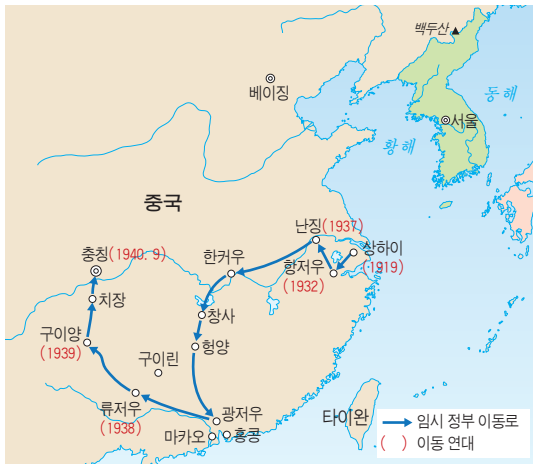 백두산
동해
베이징
서울
황해
중국
난징(1937)
상하이
(1919)
충칭(1940. 9)
한커우
항저우
(1932)
치장
창사
구이양
(1939)
헝양
구이린
류저우
(1938)
광저우
타이완
마카오
홍콩
임시 정부 이동로
( ) 이동 연대